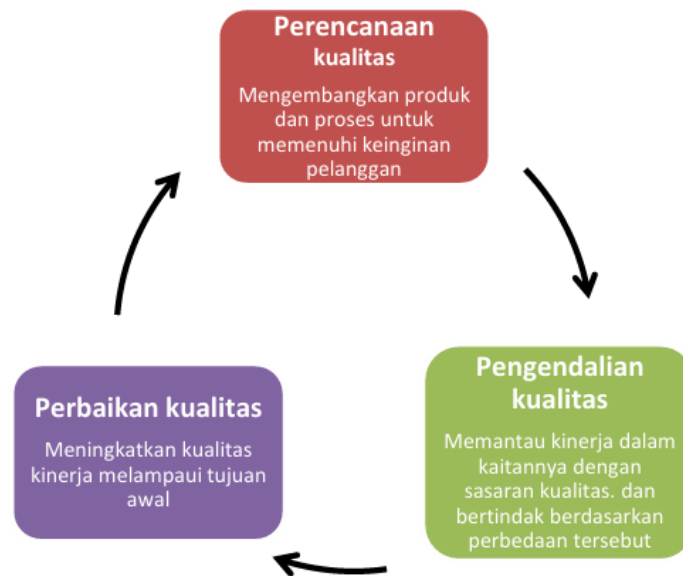 Perencanaan
kualitas
Mengembangkan produk
dan proses untuk
memenuhi keinginan
pelanggan
Pengendalian
kualitas
Memantau kinerja dalam
kaitannya dengan
sasaran kualitas. dan
bertindak berdasarkan
perbedaan tersebut
Perbaikan kualitas
Meningkatkan kualitas
kinerja melampaui tujuan
awal